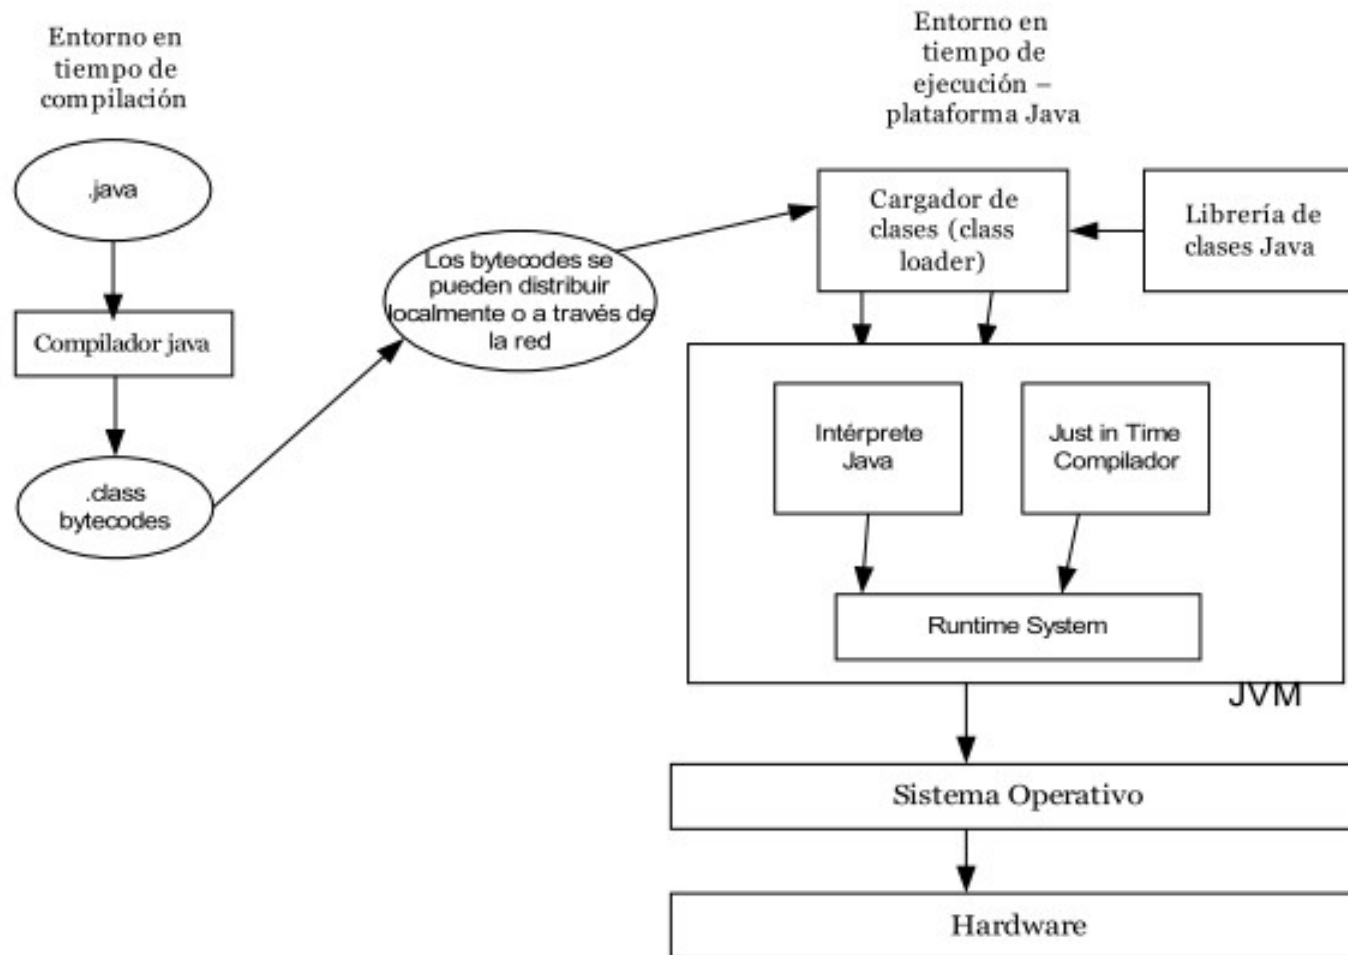 Entorno en
tiempo de
compilación
.java
Compilador java
.class
bytecodes
Los bytecodes se
pueden distribuir
localmente o a través de
la red
Entorno en
tiempo de
ejecución –
plataforma Java
Cargador de
clases (class
loader)
Librería de
clases Java
Intérprete
Java
Just in Time
Compilador
Runtime System
JVM
Sistema Operativo
Hardware